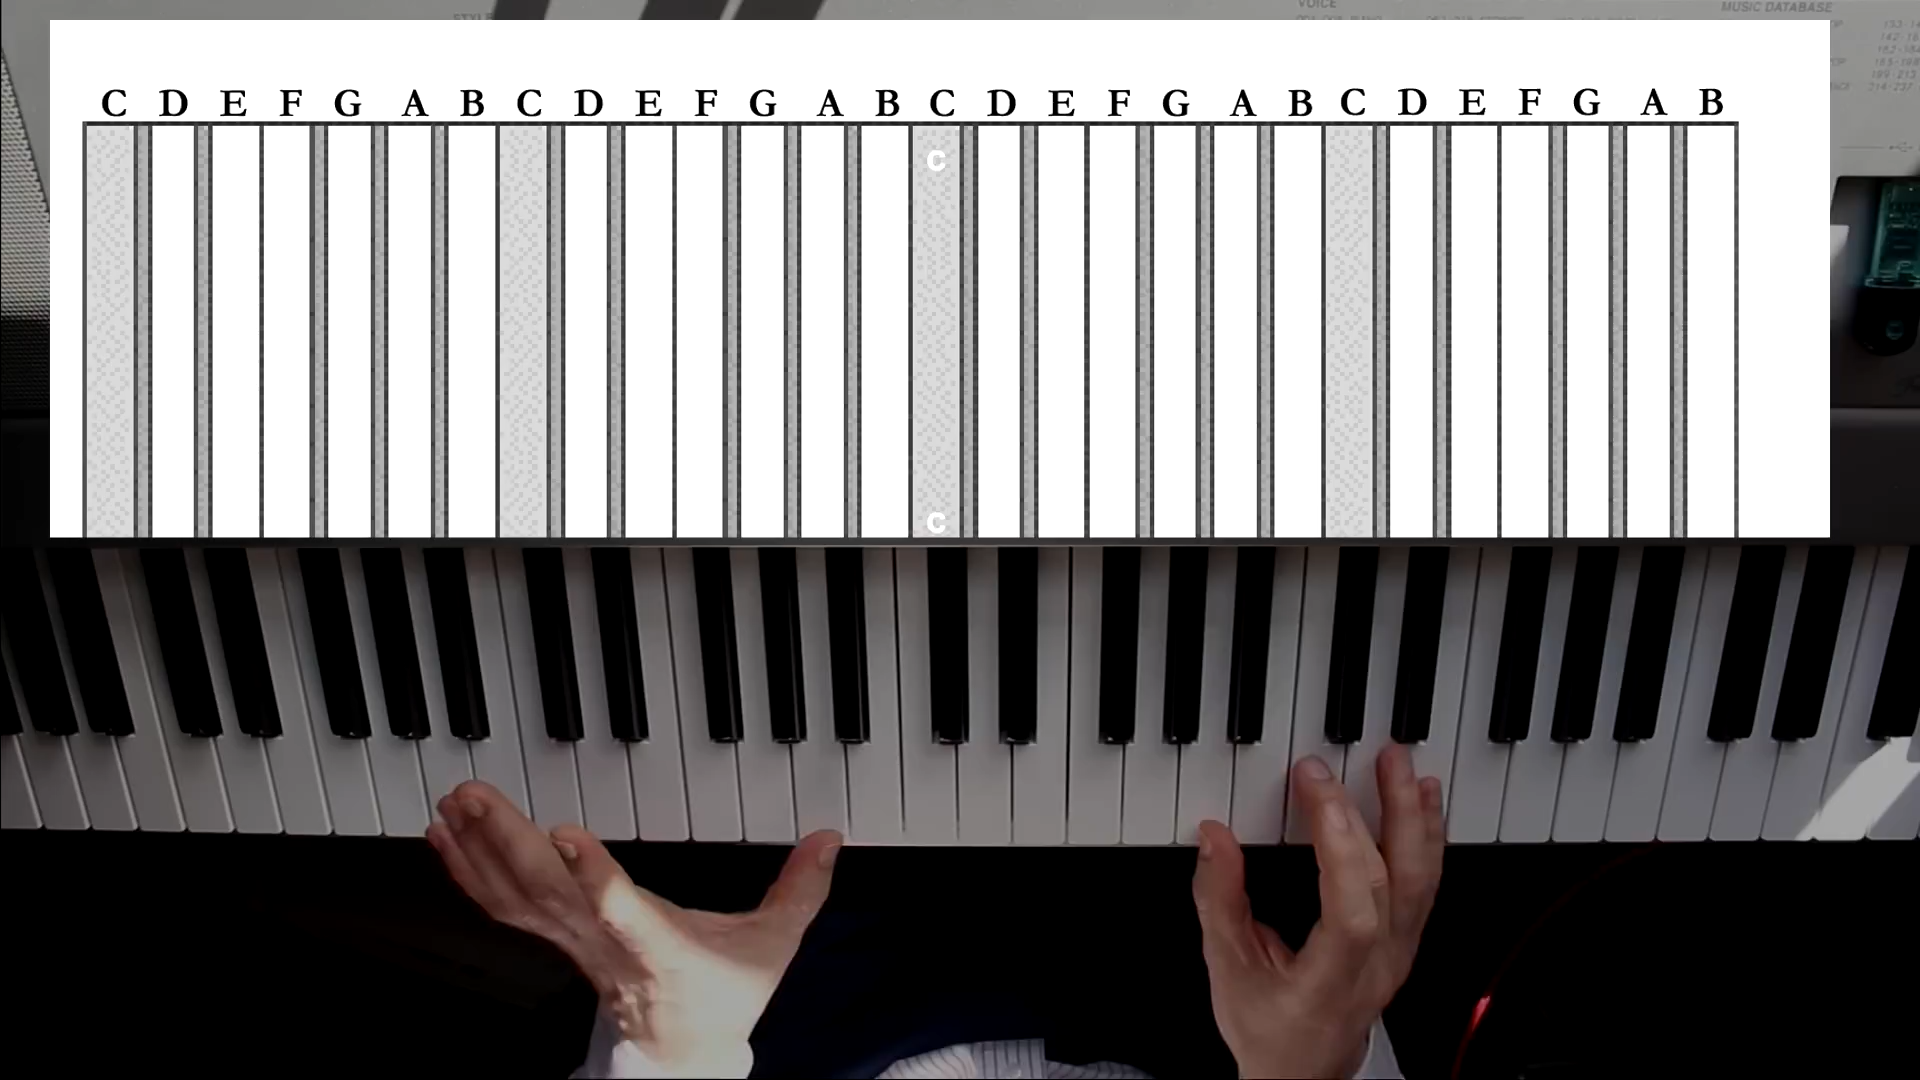 VOICE
MUSIC DATABASE
C D E F G A B C D E F G A B C D E F G A B C D E F G A B
C
C